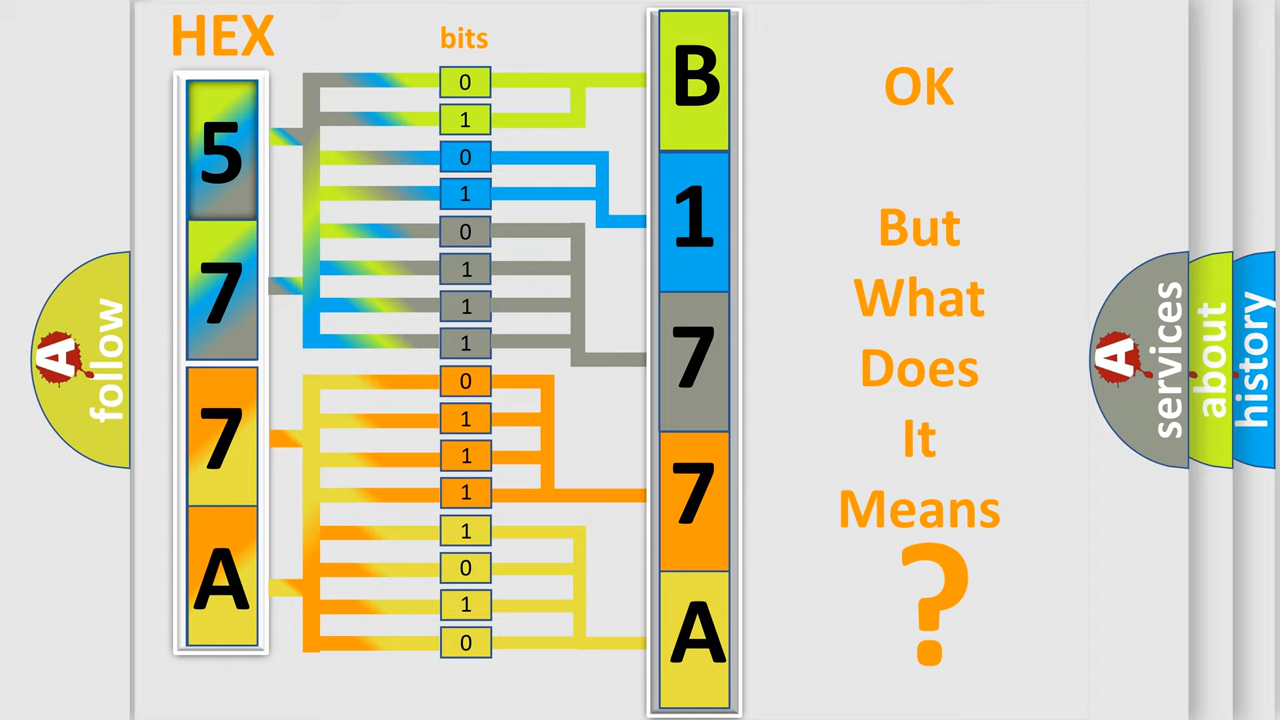 HEX
bits
5
7
7
A
0
1
0
1
0
1
1
1
0
1
1
1
1
0
1
0
B
1
7
7
A
OK
But
What
Does
It
Means
?
A
follow
A
services
about
history